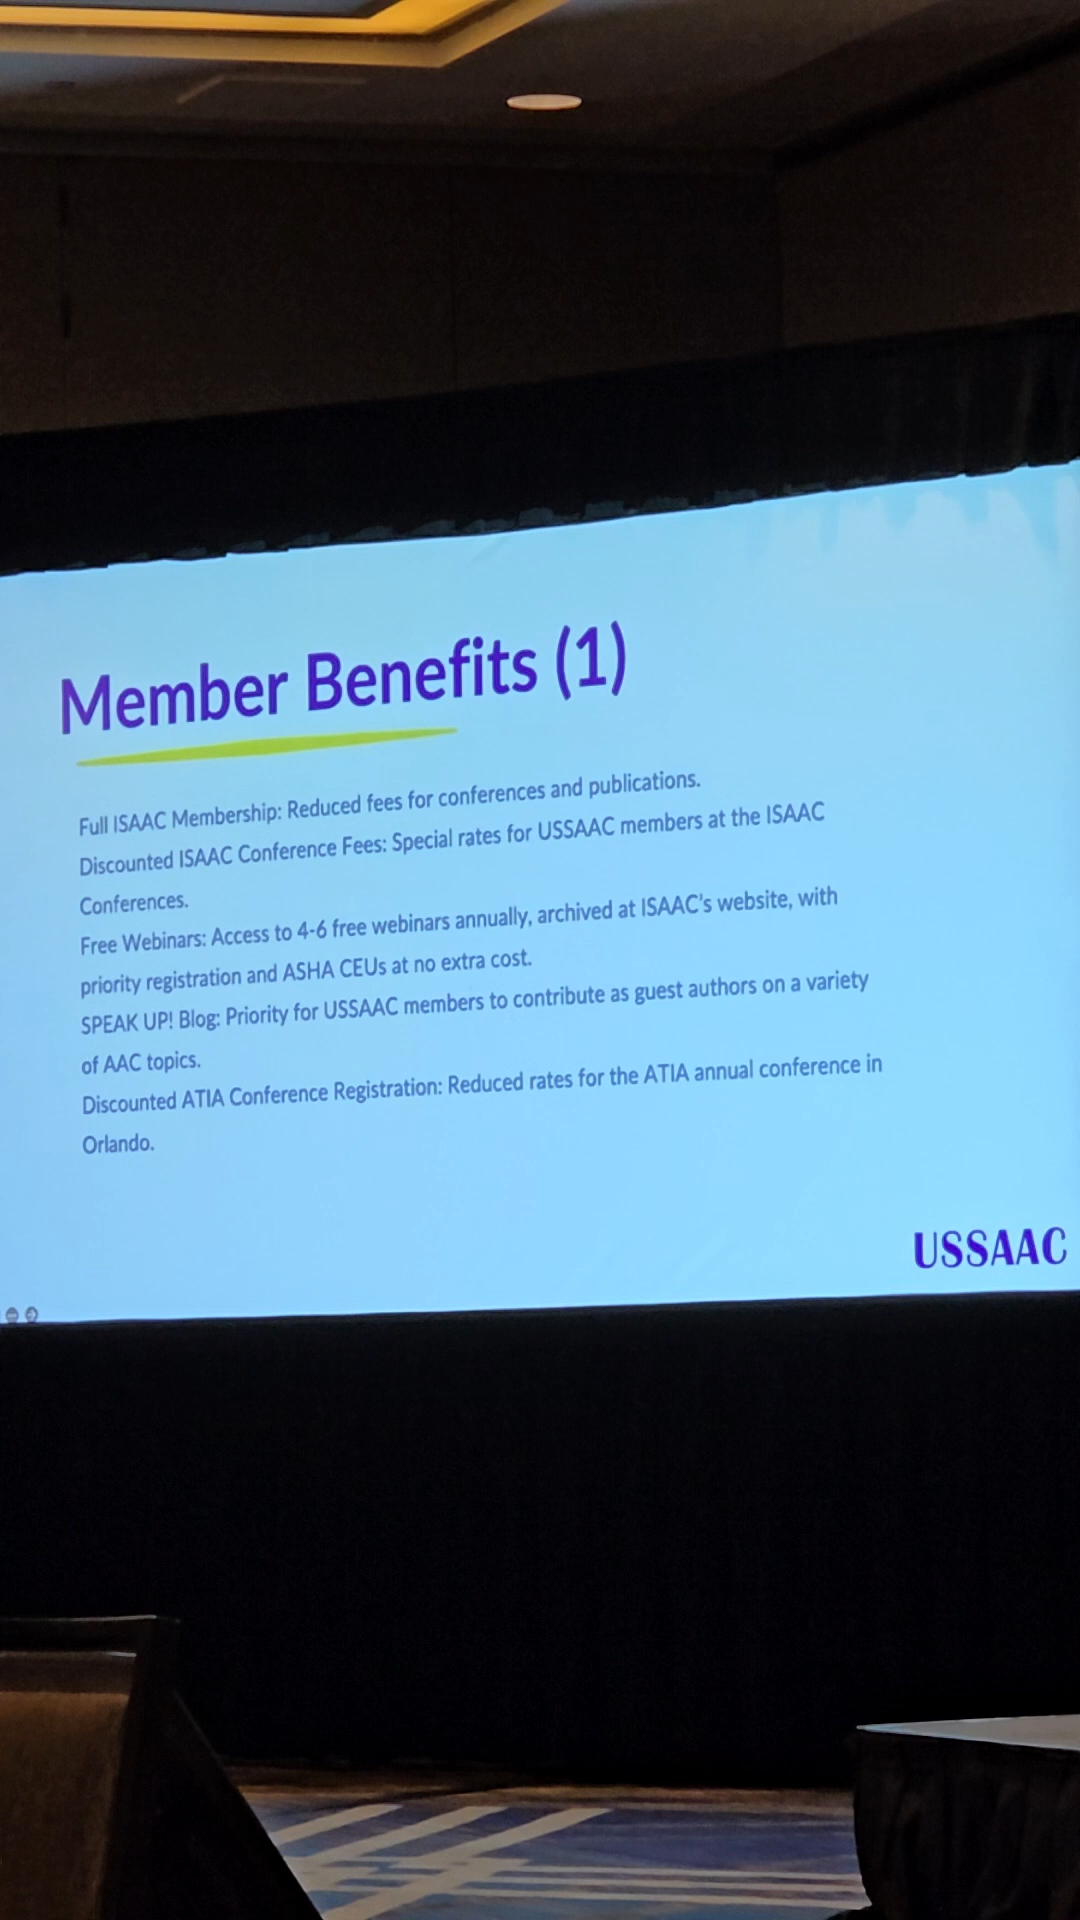 Member Benefits (1)
Full ISAAC Membership: Reduced fees for conferences and publications.
Discounted ISAAC Conference Fees: Special rates for USSAAC members at the ISAAC
Conferences.
Free Webinars: Access to 4-6 free webinars annually, archived at ISAAC's website, with
priority registration and ASHA CEUs at no extra cost.
SPEAK UP! Blog: Priority for USSAAC members to contribute as guest authors on a variety
of AAC topics.
Discounted ATIA Conference Registration: Reduced rates for the ATIA annual conference in
Orlando.
USSAAC